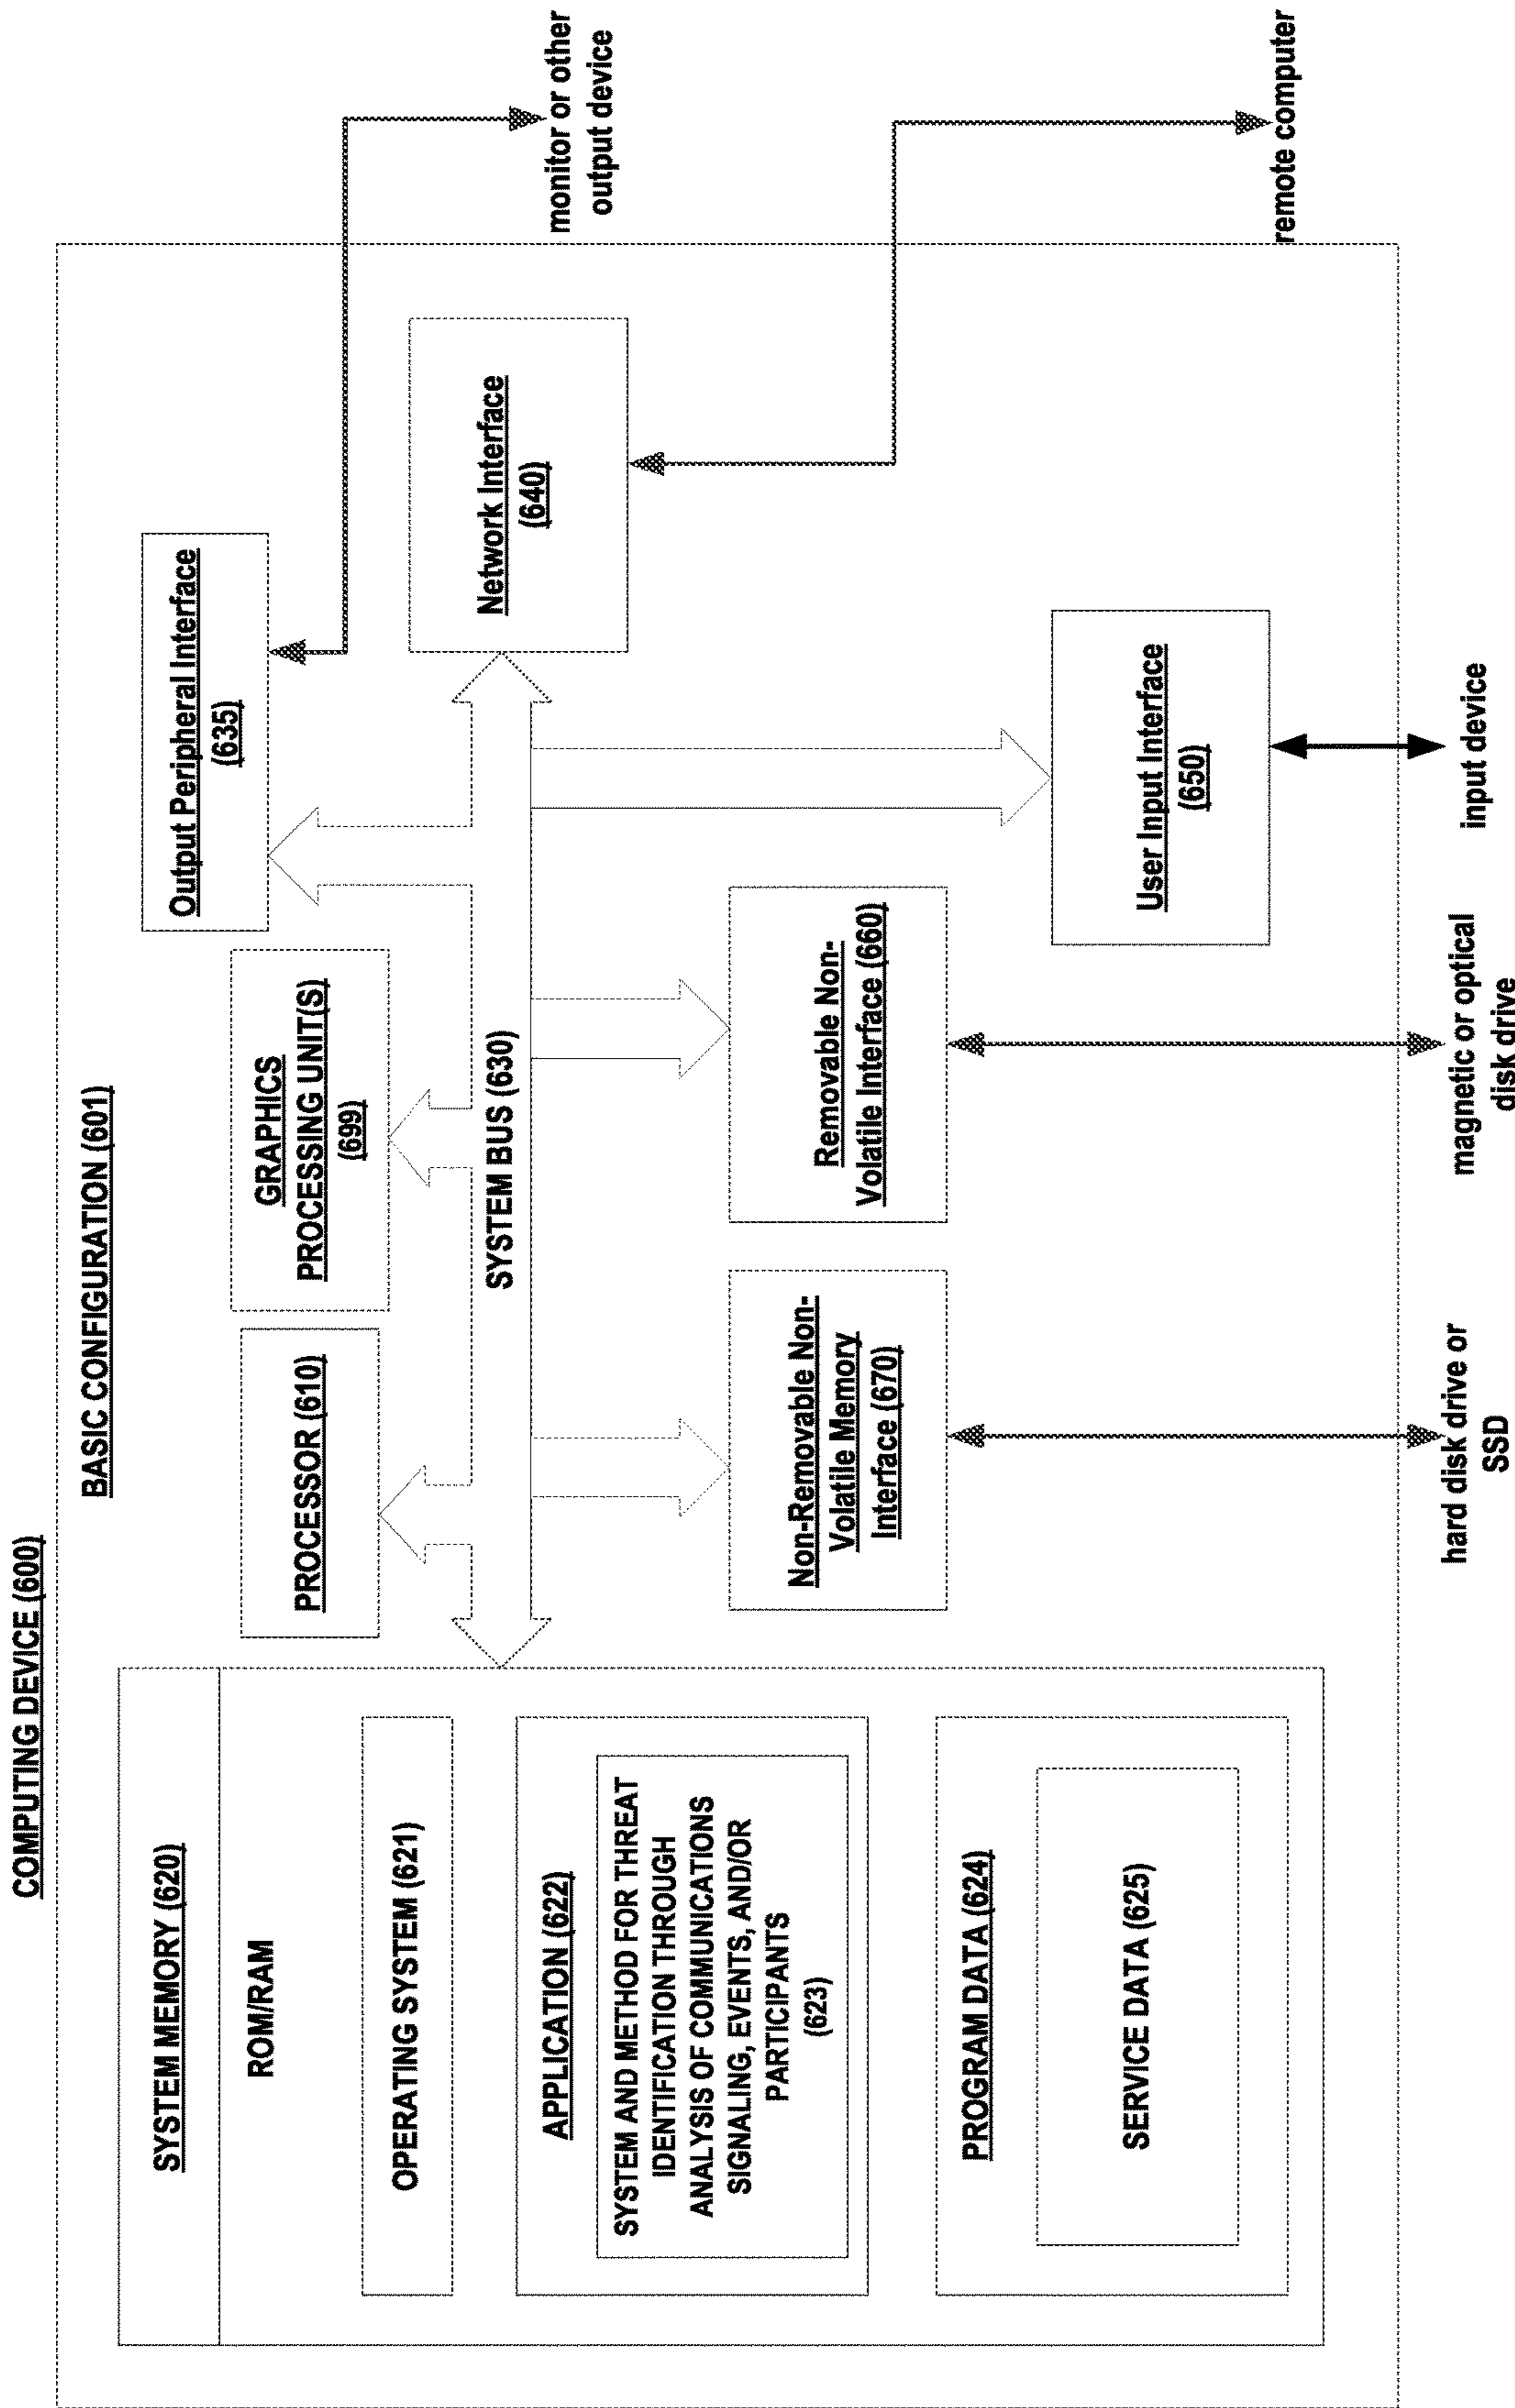 COMPUTING DEVICE (600)
BASIC CONFIGURATION (601)
SYSTEM MEMORY (620)
ROM/RAM
OPERATING SYSTEM (621)
APPLICATION (622)
SYSTEM AND METHOD FOR THREAT
IDENTIFICATION THROUGH
ANALYSIS OF COMMUNICATIONS
SIGNALING, EVENTS, AND/OR
PARTICIPANTS
(623)
PROGRAM DATA (624)
SERVICE DATA (625)
PROCESSOR (610)
GRAPHICS
PROCESSING UNIT(S)
(699)
Output Peripheral Interface
(635)
SYSTEM BUS (630)
Network Interface
(640)
Non-Removable Non-
Volatile Memory
Interface (670)
Removable Non-
Volatile Interface (660)
User Input Interface
(650)
monitor or other
output device
remote computer
hard disk drive or
SSD
magnetic or optical
disk drive
input device